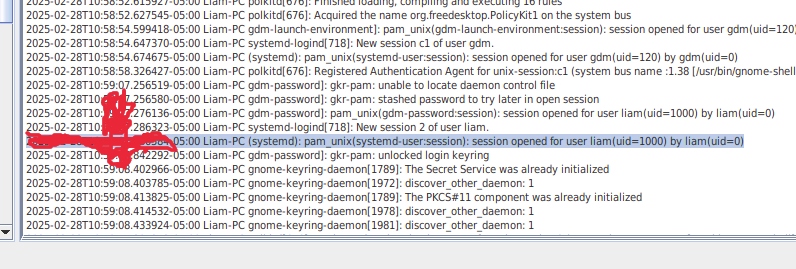 2025-02-28T10:58:52.615927-05:00 Liam-PC polkitd[676]: Finished loading, compiling and executing 16 rules
2025-02-28T10:58:52.627545-05:00 Liam-PC polkitd[676]: Acquired the name org.freedesktop.PolicyKit1 on the system bus
2025-02-28T10:58:54.599418-05:00 Liam-PC gdm-launch-environment]: pam_unix(gdm-launch-environment:session): session opened for user gdm(uid=120)
2025-02-28T10:58:54.647370-05:00 Liam-PC systemd-logind[718]: New session c1 of user gdm.
2025-02-28T10:58:54.674675-05:00 Liam-PC (systemd): pam_unix(systemd-user:session): session opened for user gdm(uid=120) by gdm(uid=0)
2025-02-28T10:58:58.326427-05:00 Liam-PC polkitd[676]: Registered Authentication Agent for unix-session:c1 (system bus name :1.38 [/usr/bin/gnome-shell
2025-02-28T10:59:07.256519-05:00 Liam-PC gdm-password]: gkr-pam: unable to locate daemon control file
2025-02-28T10:59: .256580-05:00 Liam-PC gdm-password]: gkr-pam: stashed password to try later in open session
2025-02-28T10: .276136-05:00 Liam-PC gdm-password]: pam_unix(gdm-password:session): session opened for user liam(uid=1000) by liam(uid=0)
2025-02-28T10: .286323-05:00 Liam-PC systemd-logind[718]: New session 2 of user liam.
-05:00 Liam-PC (systemd): pam_unix(systemd-user:session): session opened for user liam(uid=1000) by liam(uid=0)
2025-02-28T10: .842292-05:00 Liam-PC gdm-password]: gkr-pam: unlocked login keyring
2025-02-28T10:59:08.402966-05:00 Liam-PC gnome-keyring-daemon[1789]: The Secret Service was already initialized
2025-02-28T10:59:08.403785-05:00 Liam-PC gnome-keyring-daemon[1972]: discover_other_daemon: 1
2025-02-28T10:59:08.413825-05:00 Liam-PC gnome-keyring-daemon[1789]: The PKCS#11 component was already initialized
2025-02-28T10:59:08.414532-05:00 Liam-PC gnome-keyring-daemon[1978]: discover_other_daemon: 1
2025-02-28T10:59:08.433924-05:00 Liam-PC gnome-keyring-daemon[1981]: discover_other_daemon: 1